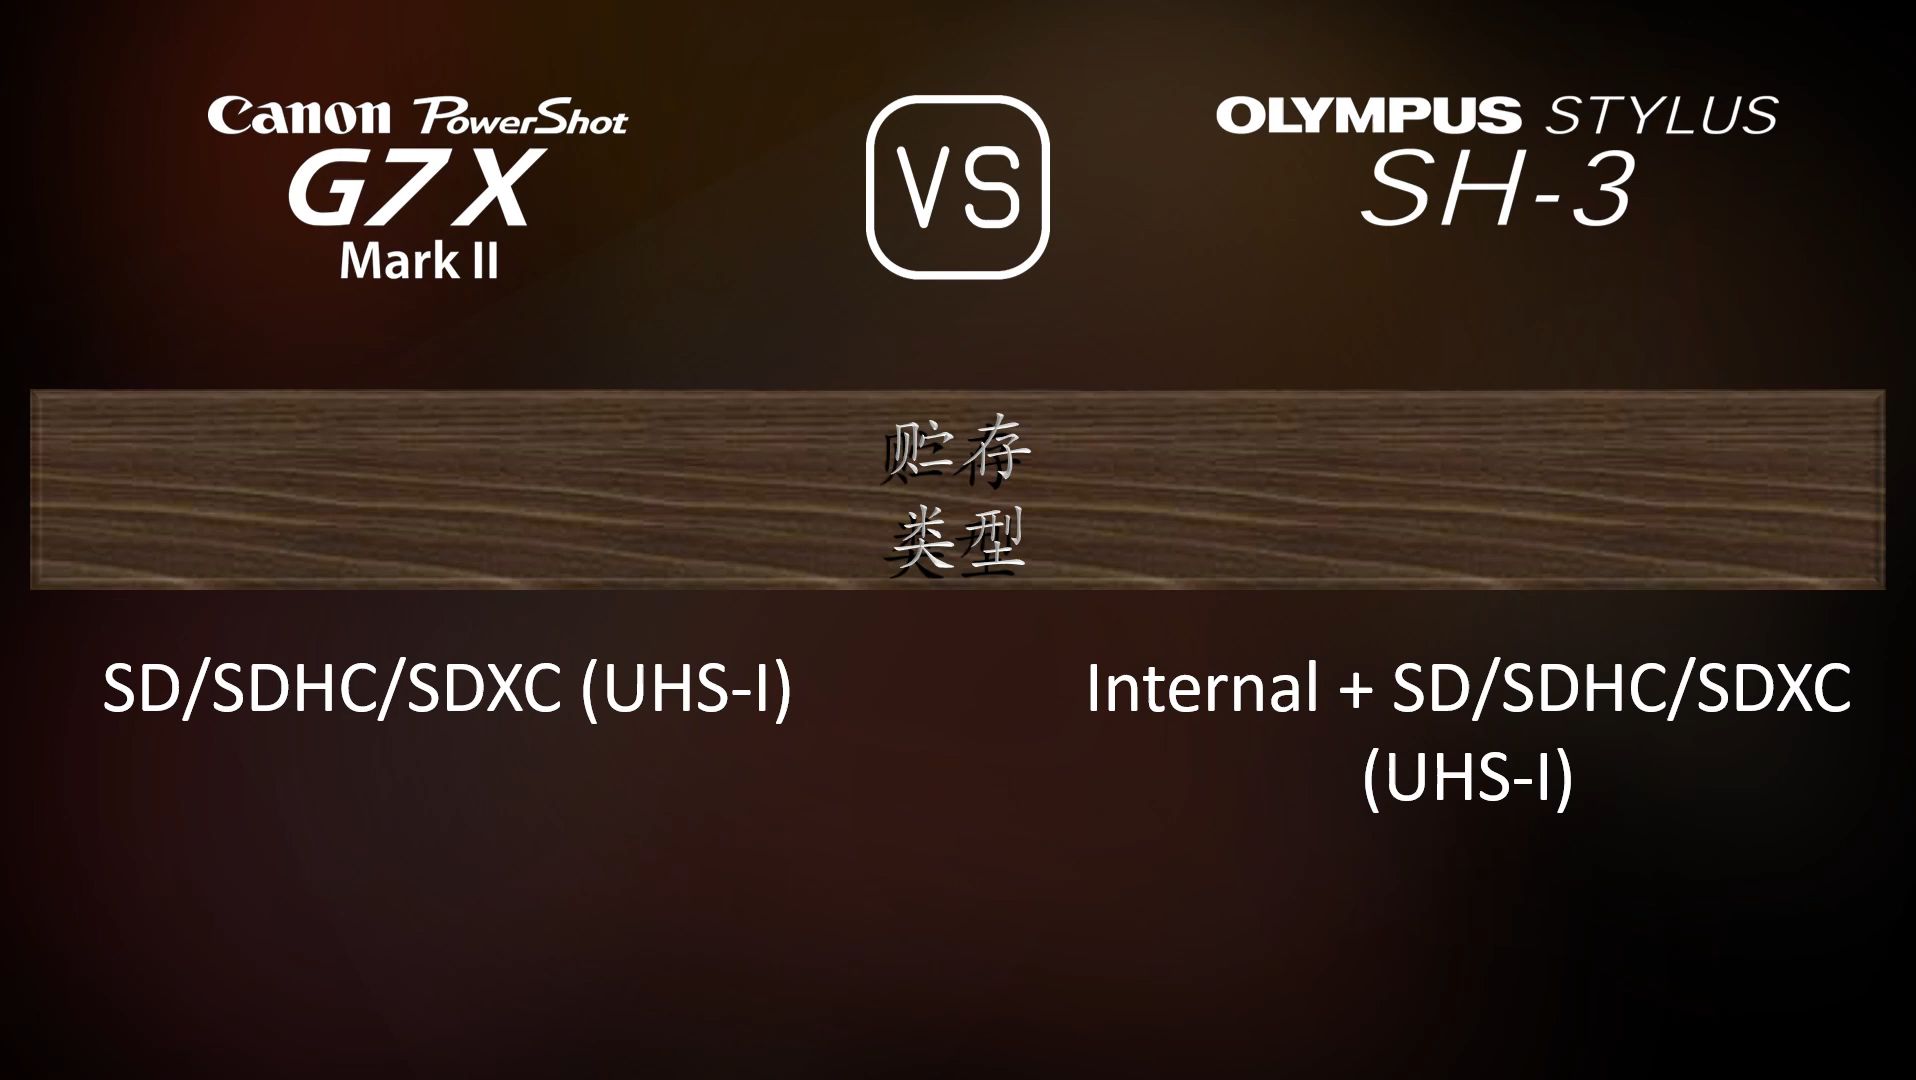 Canon PowerShot
G7 X
Mark II
VS
OLYMPUS STYLUS
SH-3
贮存
类型
SD/SDHC/SDXC (UHS-I)
Internal + SD/SDHC/SDXC
(UHS-I)